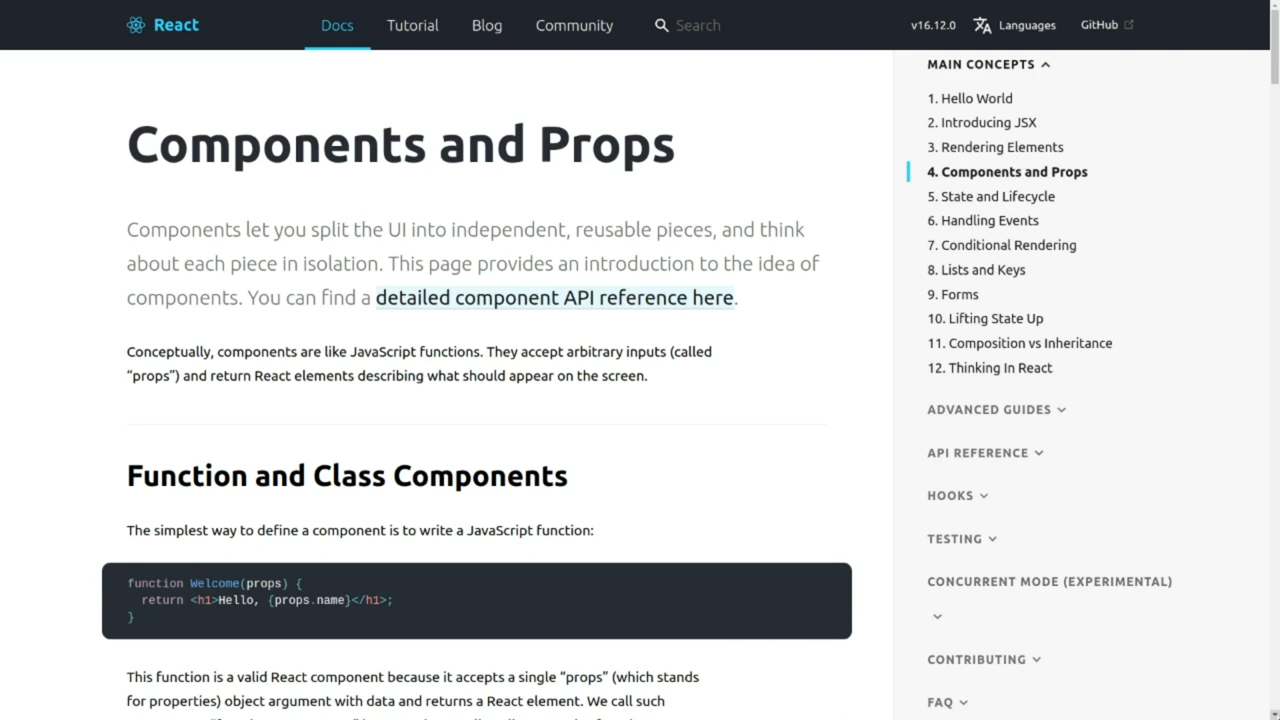 React Docs Tutorial Blog Community Search v16.12.0 Languages GitHub
Components and Props
Components let you split the UI into independent, reusable pieces, and think
about each piece in isolation. This page provides an introduction to the idea of
components. You can find a detailed component API reference here.
Conceptually, components are like JavaScript functions. They accept arbitrary inputs (called
“props”) and return React elements describing what should appear on the screen.
Function and Class Components
The simplest way to define a component is to write a JavaScript function:
function Welcome(props) {
  return <h1>Hello, {props.name}</h1>;
}
This function is a valid React component because it accepts a single “props” (which stands
for properties) object argument with data and returns a React element. We call such
MAIN CONCEPTS
1. Hello World
2. Introducing JSX
3. Rendering Elements
4. Components and Props
5. State and Lifecycle
6. Handling Events
7. Conditional Rendering
8. Lists and Keys
9. Forms
10. Lifting State Up
11. Composition vs Inheritance
12. Thinking In React
ADVANCED GUIDES
API REFERENCE
HOOKS
TESTING
CONCURRENT MODE (EXPERIMENTAL)
CONTRIBUTING
FAQ